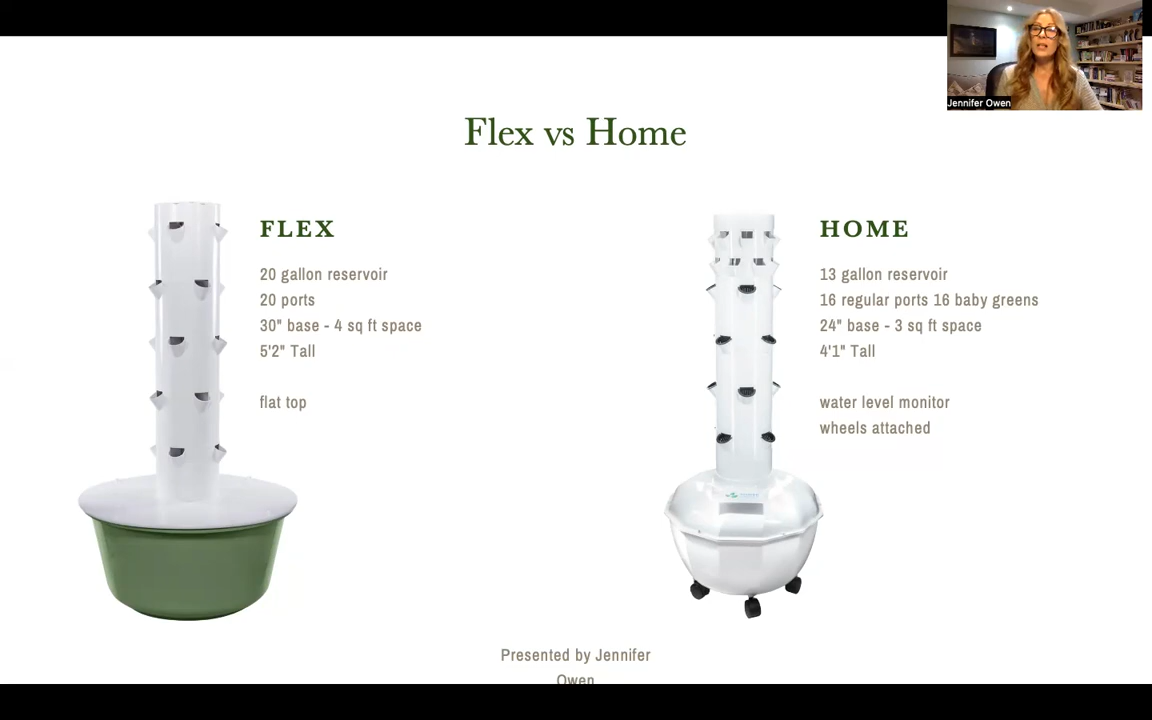 Jennifer Owen
Flex vs Home
FLEX
20 gallon reservoir
20 ports
30" base - 4 sq ft space
5'2" Tall
flat top
HOME
13 gallon reservoir
16 regular ports 16 baby greens
24" base - 3 sq ft space
4'1" Tall
water level monitor
wheels attached
Presented by Jennifer
Owen